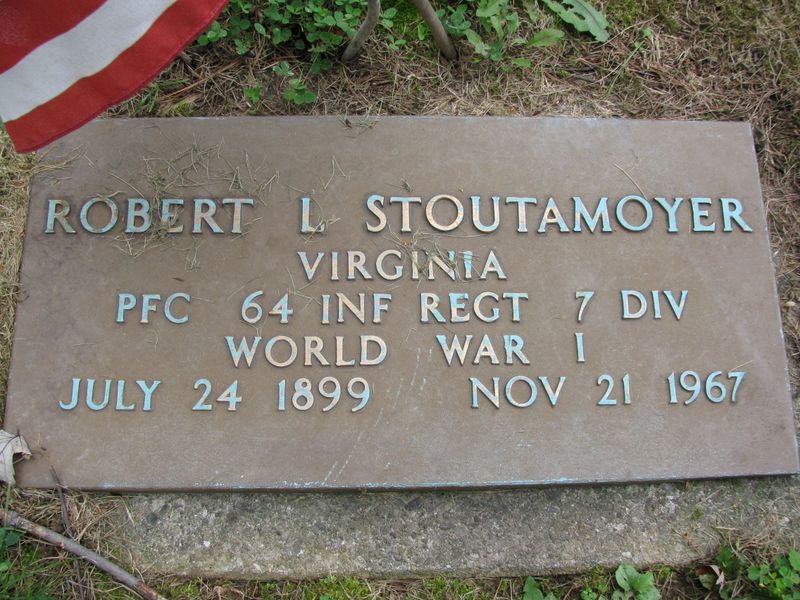 ROBERT L STOUTAMOYER
VIRGINIA
PFC 64 INF REGT 7 DIV
WORLD WAR I
JULY 24 1899 NOV 21 1967